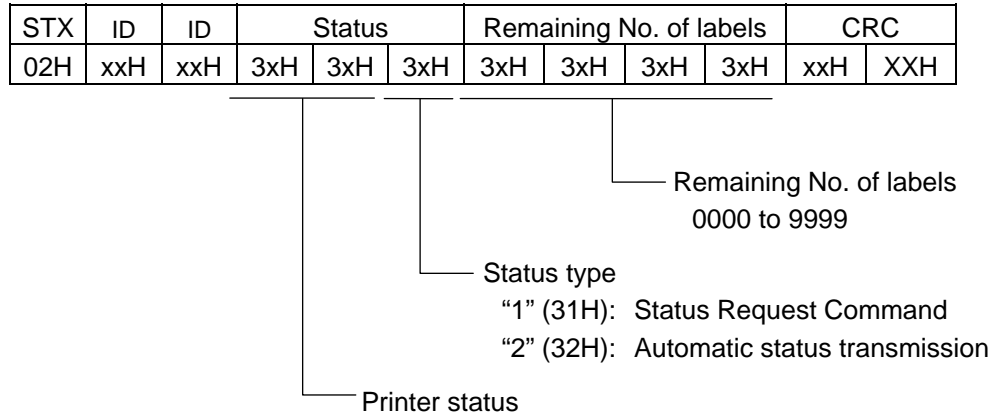 STX ID ID Status Remaining No. of labels CRC
02H xxH xxH 3xH 3xH 3xH 3xH 3xH 3xH 3xH xxH XXH
Remaining No. of labels
0000 to 9999
Status type
“1” (31H): Status Request Command
“2” (32H): Automatic status transmission
Printer status